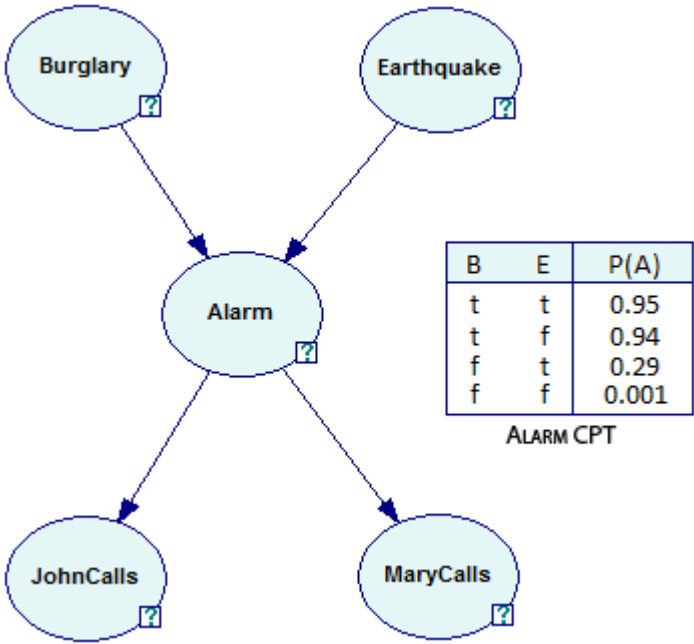 Burglary
?
Earthquake
?
Alarm
?
B E P(A)
t t 0.95
t f 0.94
f t 0.29
f f 0.001
ALARM CPT
JohnCalls
?
MaryCalls
?